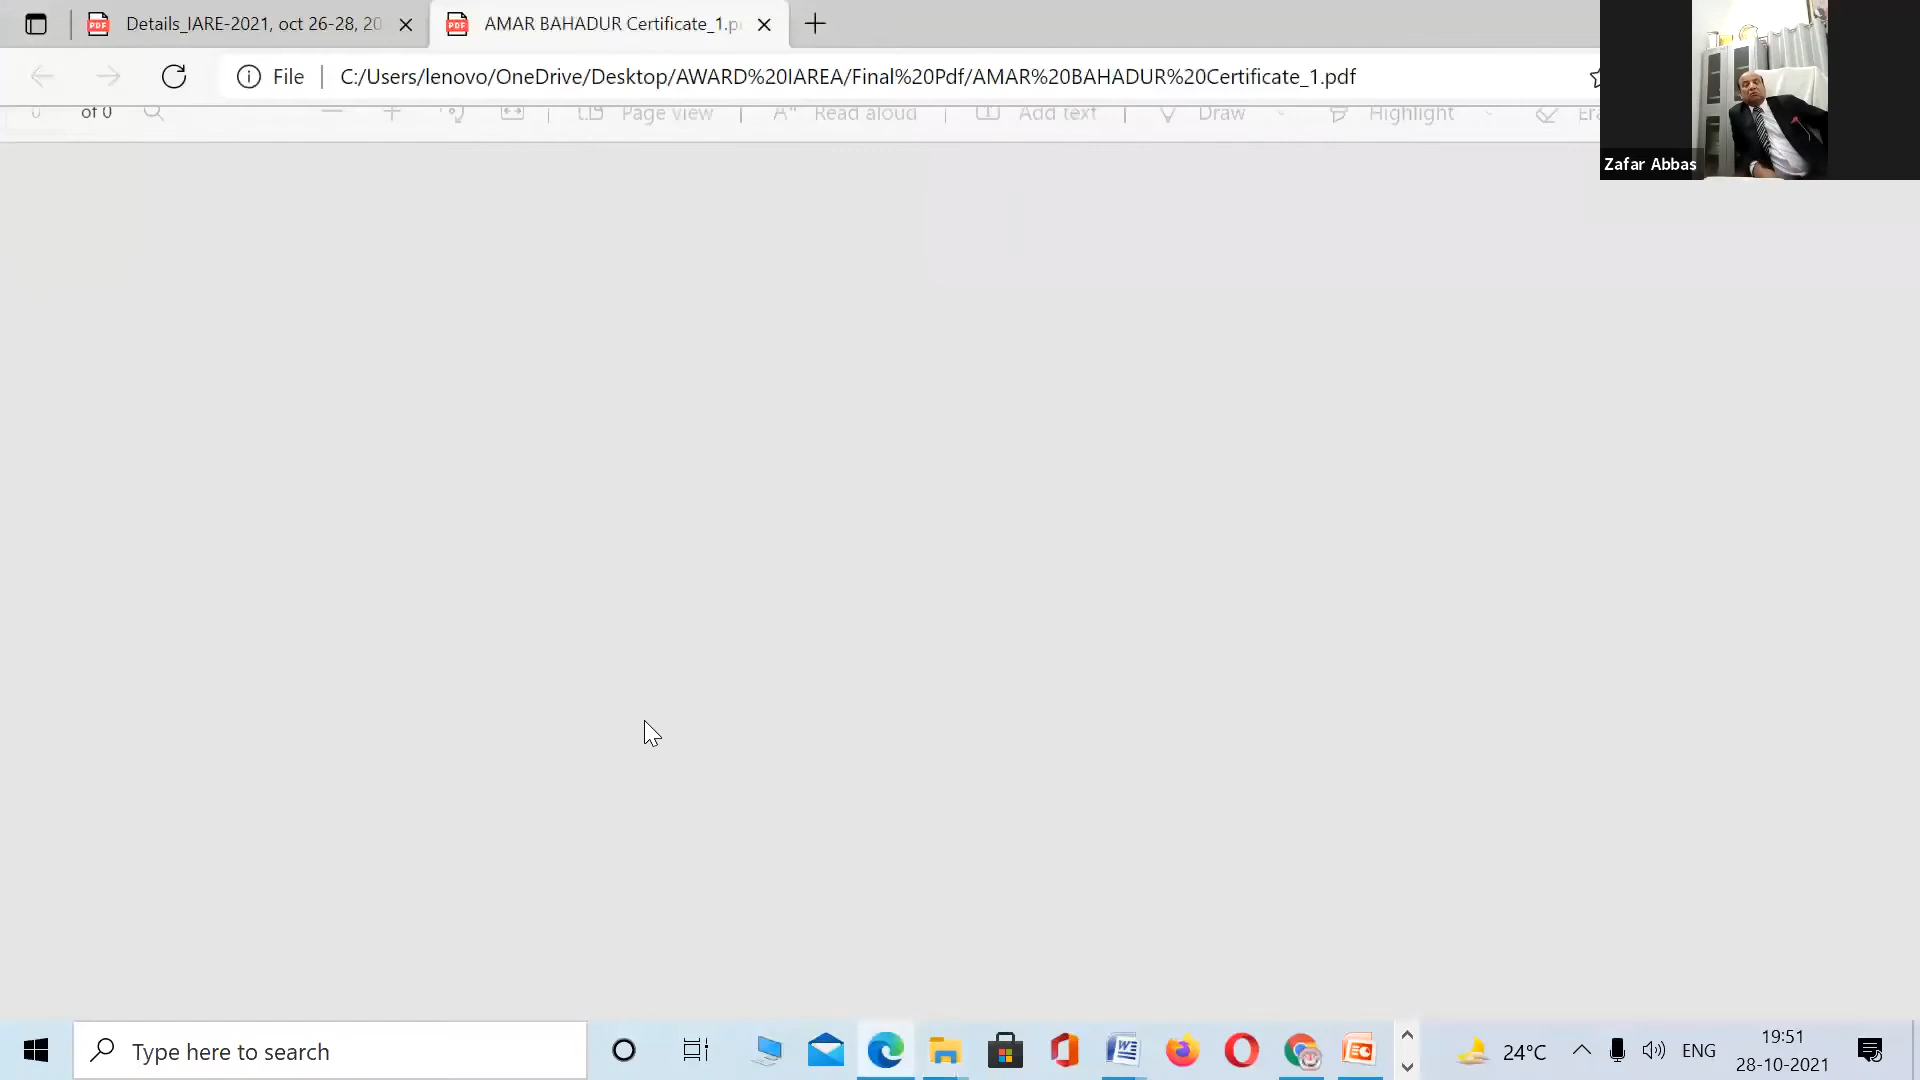 Details_IARE-2021, oct 26-28, 20
AMAR BAHADUR Certificate_1.p
File
C:/Users/lenovo/OneDrive/Desktop/AWARD%20IAREA/Final%20Pdf/AMAR%20BAHADUR%20Certificate_1.pdf
0 of 0
Page view
Read aloud
Add text
Draw
Highlight
Era
Zafar Abbas
Type here to search
24°C
ENG
19:51
28-10-2021